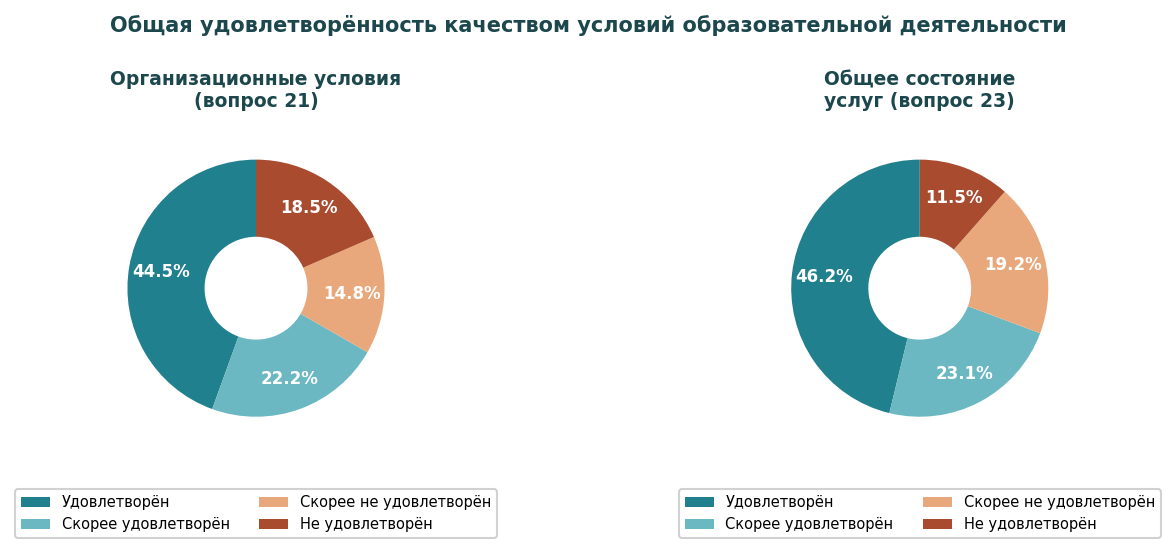 Общая удовлетворённость качеством условий образовательной деятельности
Организационные условия
(вопрос 21)
18.5%
44.5%
14.8%
22.2%
Удовлетворён
Скорее удовлетворён
Скорее не удовлетворён
Не удовлетворён
Общее состояние
услуг (вопрос 23)
11.5%
19.2%
46.2%
23.1%
Удовлетворён
Скорее удовлетворён
Скорее не удовлетворён
Не удовлетворён